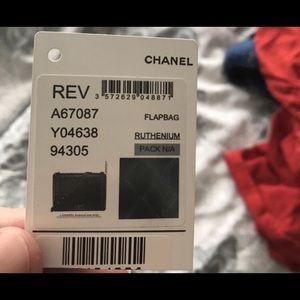 CHANEL
REV
3 572629 048871
A67087
FLAPBAG
Y04638
RUTHENIUM
94305
PACK N/A